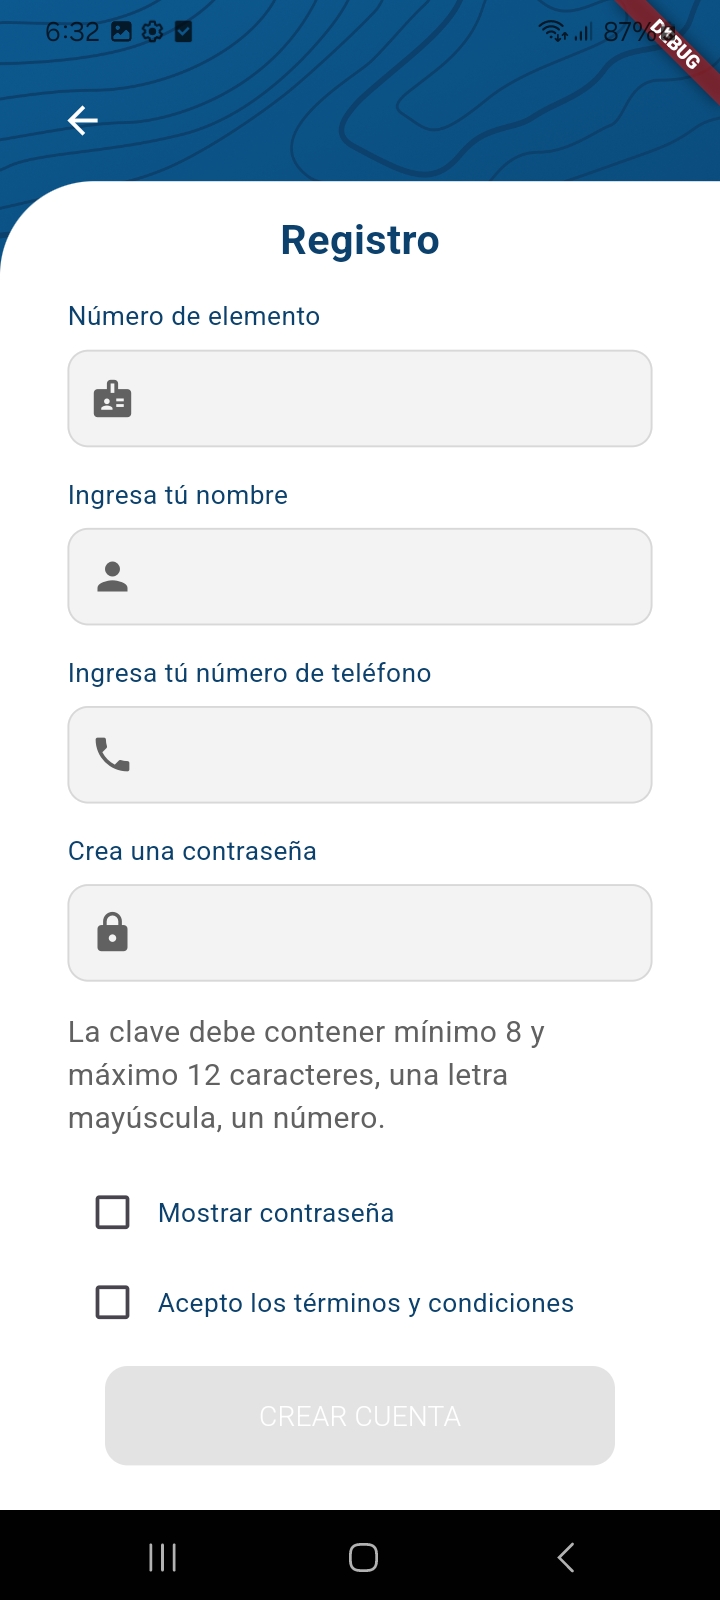 6:32
87%
DEBUG
Registro
Número de elemento
Ingresa tú nombre
Ingresa tú número de teléfono
Crea una contraseña
La clave debe contener mínimo 8 y
máximo 12 caracteres, una letra
mayúscula, un número.
Mostrar contraseña
Acepto los términos y condiciones
CREAR CUENTA